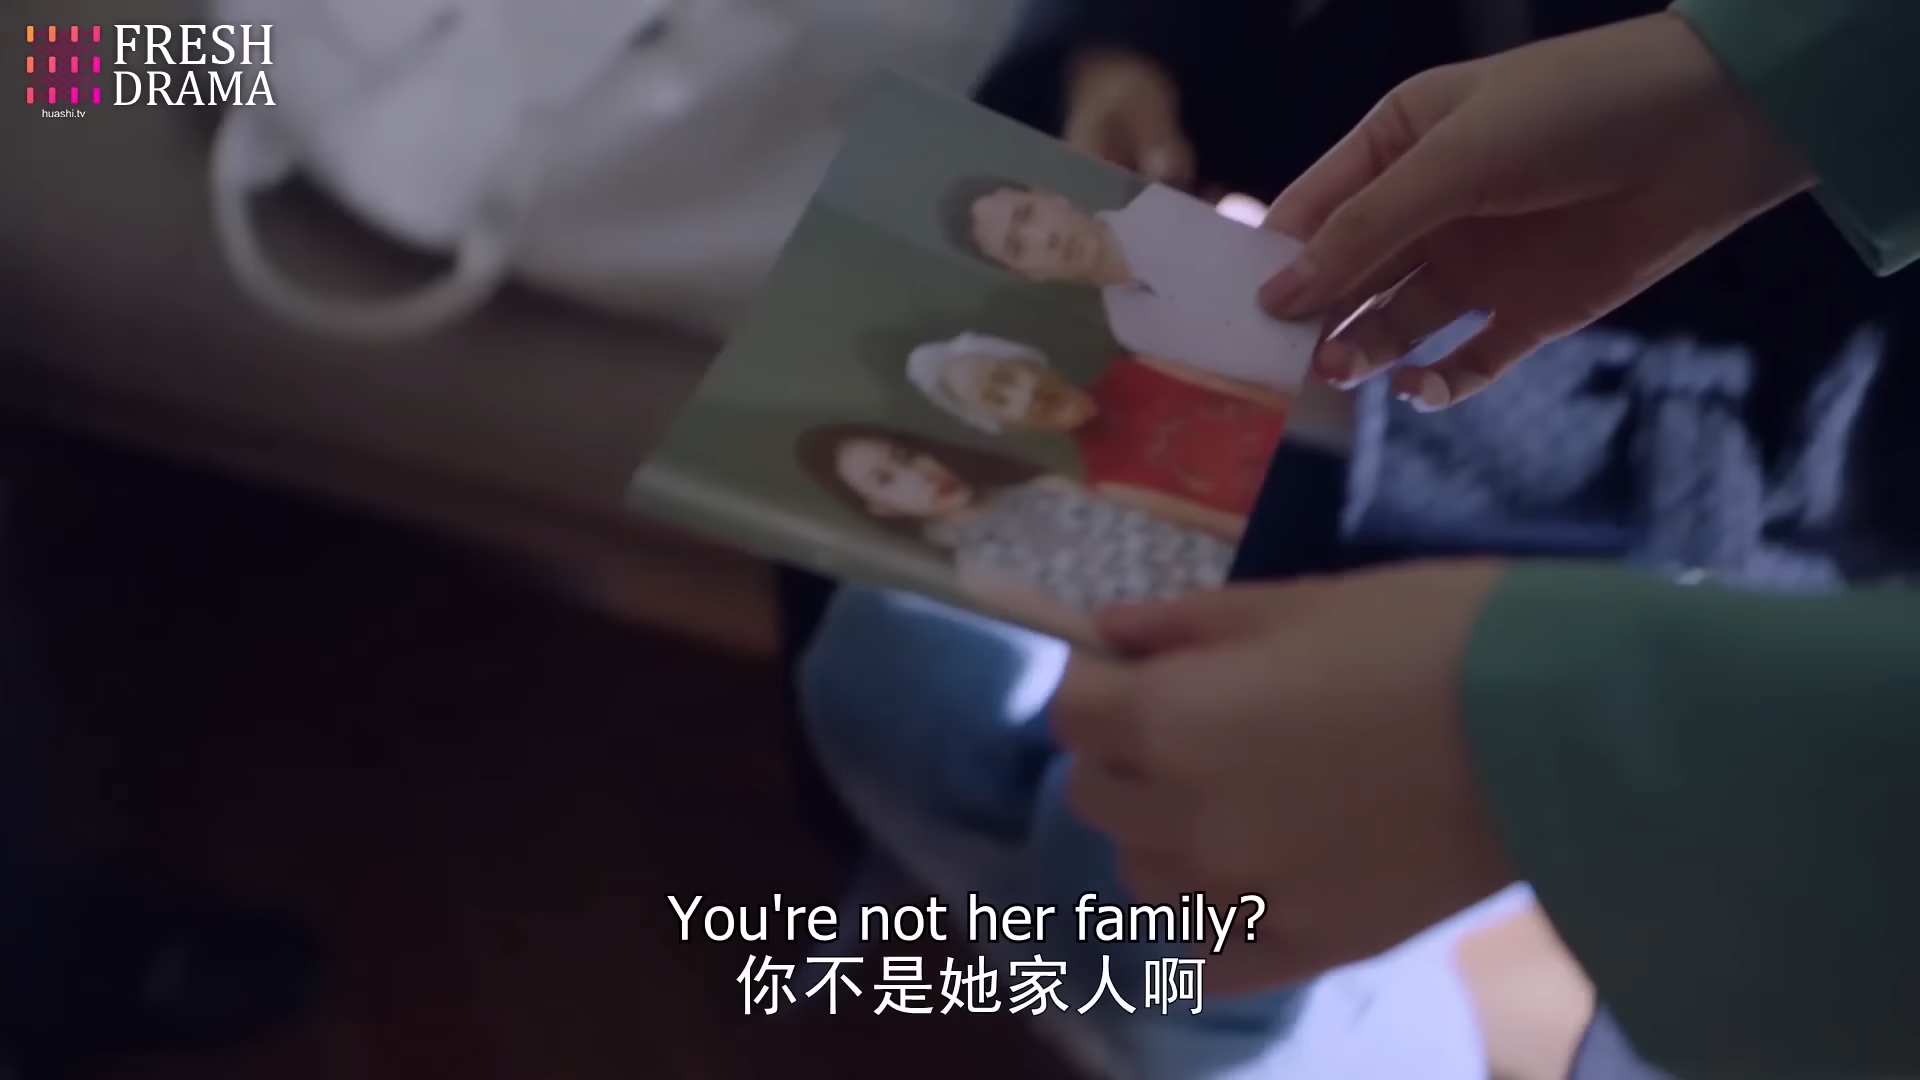 FRESH
DRAMA
huashi.tv
You're not her family?
你不是她家人啊